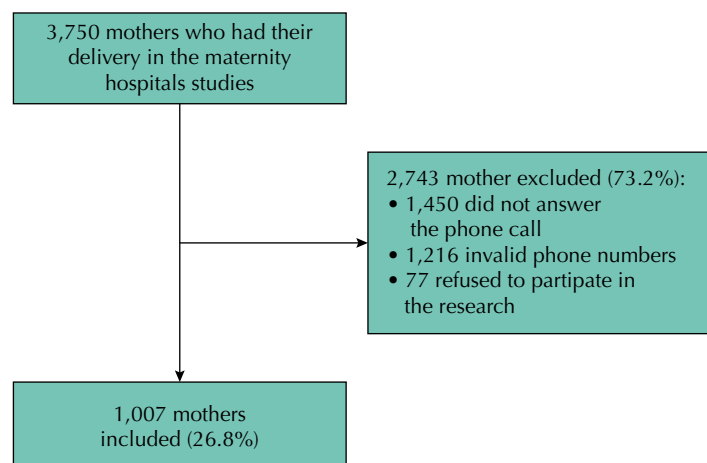 3,750 mothers who had their
delivery in the maternity
hospitals studies
2,743 mother excluded (73.2%):
• 1,450 did not answer
the phone call
• 1,216 invalid phone numbers
• 77 refused to partipate in
the research
1,007 mothers
included (26.8%)